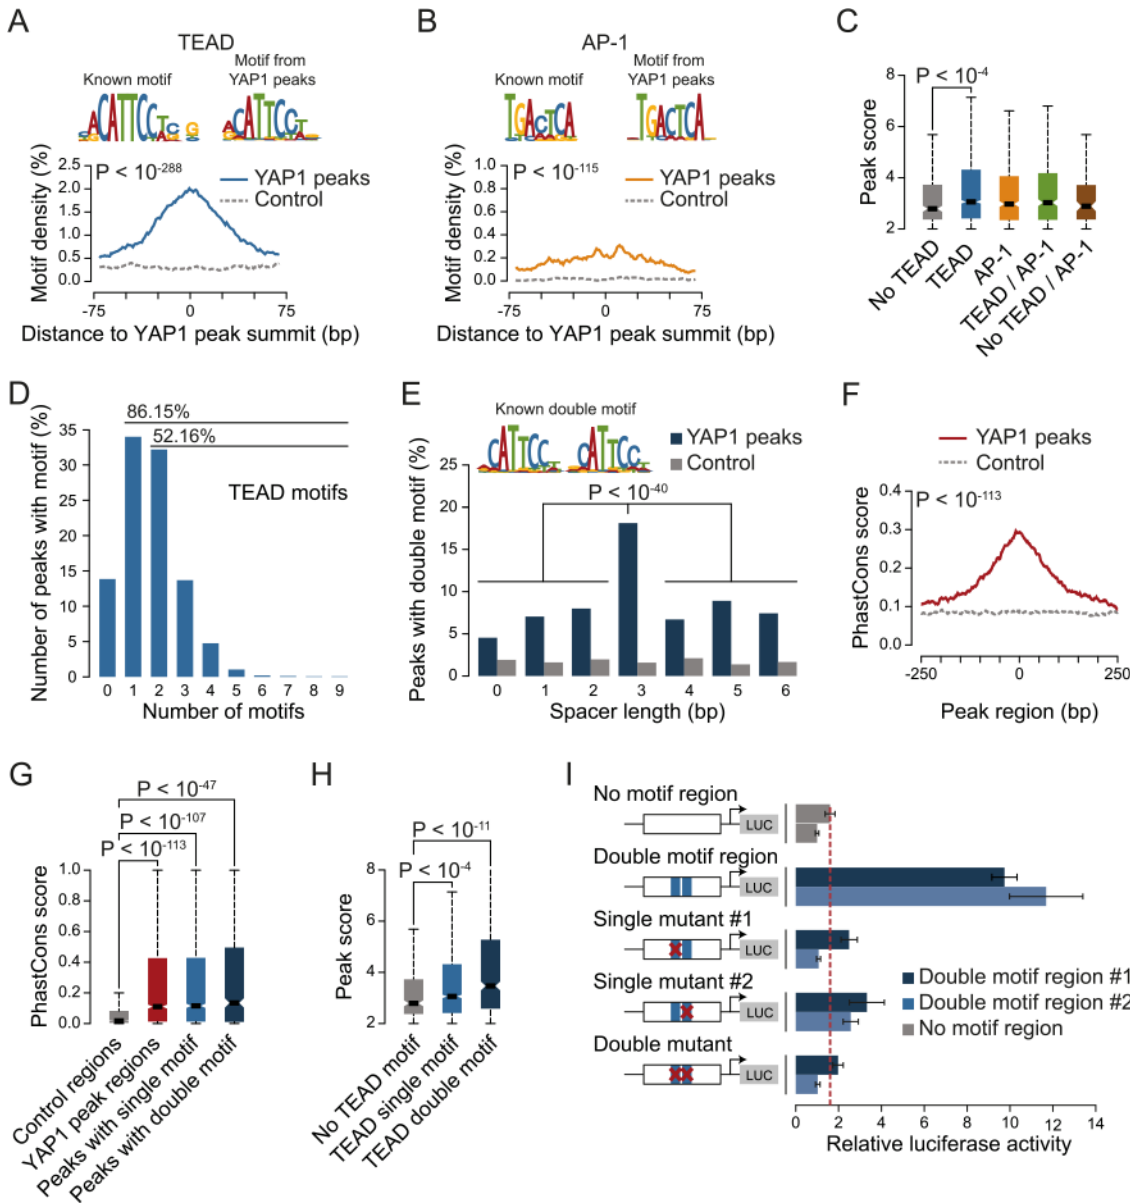 A
TEAD
Known motif
Motif from
YAP1 peaks
P < 10-288
YAP1 peaks
Control
Motif density (%)
2.5
2.0
1.5
1.0
0.5
0.0
-75
0
75
Distance to YAP1 peak summit (bp)
B
AP-1
Known motif
Motif from
YAP1 peaks
TGACTCA
TGACTCA
P < 10-115
YAP1 peaks
Control
Motif density (%)
1.0
0.8
0.6
0.4
0.2
0.0
-75
0
75
Distance to YAP1 peak summit (bp)
C
P < 10-4
Peak score
8
6
4
2
No TEAD
TEAD
AP-1
TEAD / AP-1
No TEAD / AP-1
D
86.15%
52.16%
TEAD motifs
Number of peaks with motif (%)
35
30
25
20
15
10
5
0
0 1 2 3 4 5 6 7 8 9
Number of motifs
E
Known double motif
YAP1 peaks
Control
P < 10-40
Peaks with double motif (%)
25
20
15
10
5
0
0 1 2 3 4 5 6
Spacer length (bp)
F
YAP1 peaks
Control
P < 10-113
PhastCons score
0.4
0.3
0.2
0.1
0.0
-250
0
250
Peak region (bp)
G
P < 10-47
P < 10-107
P < 10-113
PhastCons score
1.0
0.8
0.6
0.4
0.2
0.0
Control regions
YAP1 peak regions
Peaks with single motif
Peaks with double motif
H
P < 10-11
P < 10-4
Peak score
8
6
4
2
No TEAD motif
TEAD single motif
TEAD double motif
I
No motif region
LUC
Double motif region
LUC
Single mutant #1
LUC
Single mutant #2
LUC
Double mutant
LUC
Double motif region #1
Double motif region #2
No motif region
0 2 4 6 8 10 12 14
Relative luciferase activity